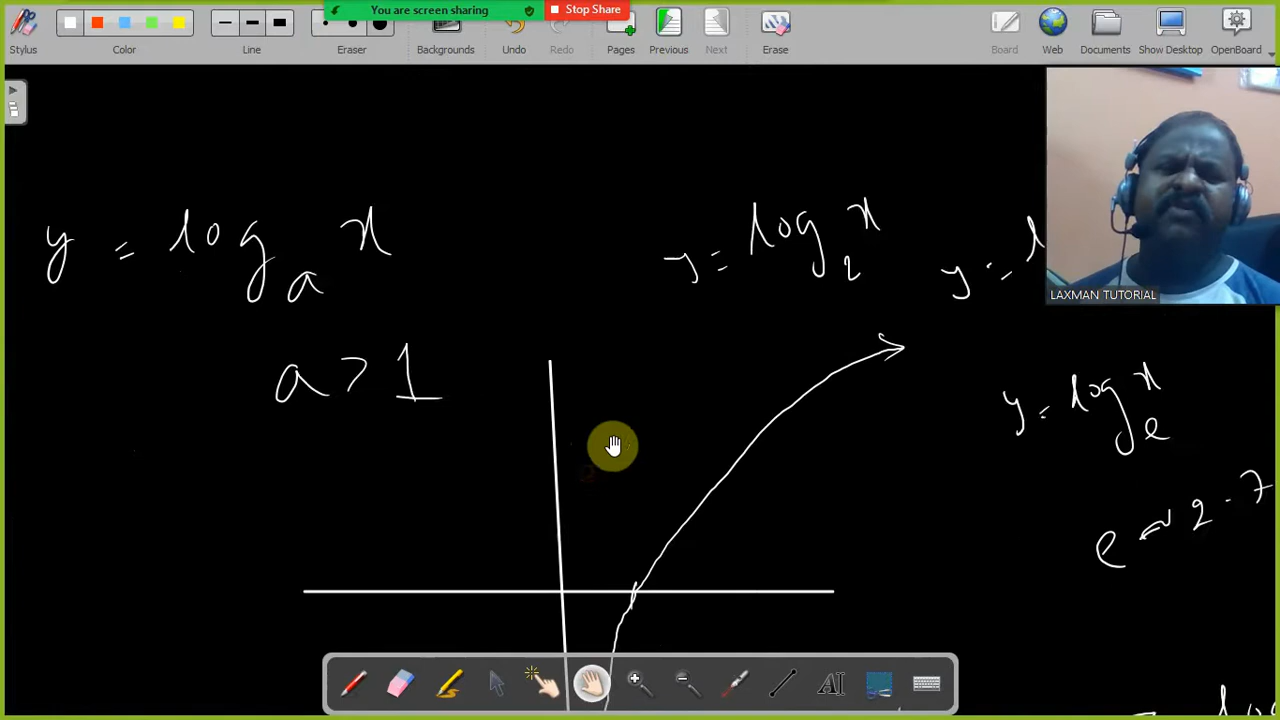 You are screen sharing Stop Share
Stylus Color Line Eraser Backgrounds Undo Redo Pages Previous Next Erase Board Web Documents Show Desktop OpenBoard
LAXMAN TUTORIAL
y = log_a x
y = log_2 x
y =
a > 1
y = log_e x
e ~ 2.7